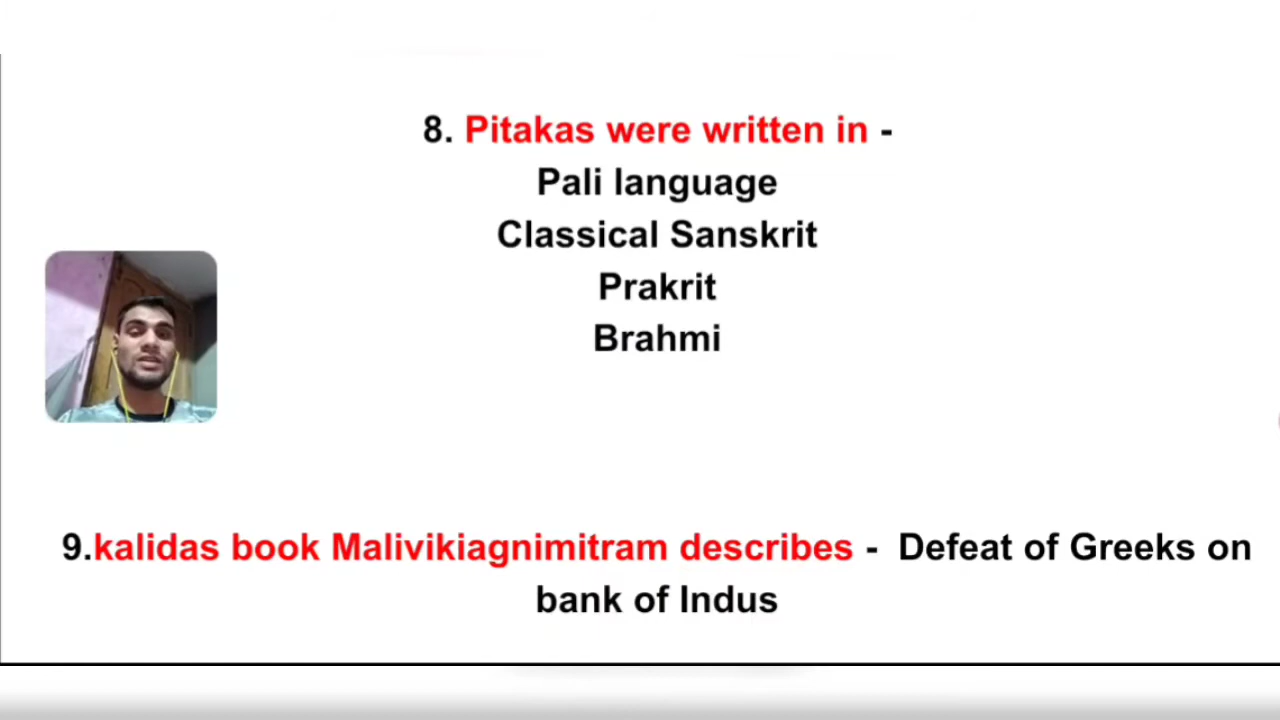 8. Pitakas were written in -
Pali language
Classical Sanskrit
Prakrit
Brahmi
9.kalidas book Malivikiagnimitram describes - Defeat of Greeks on
bank of Indus